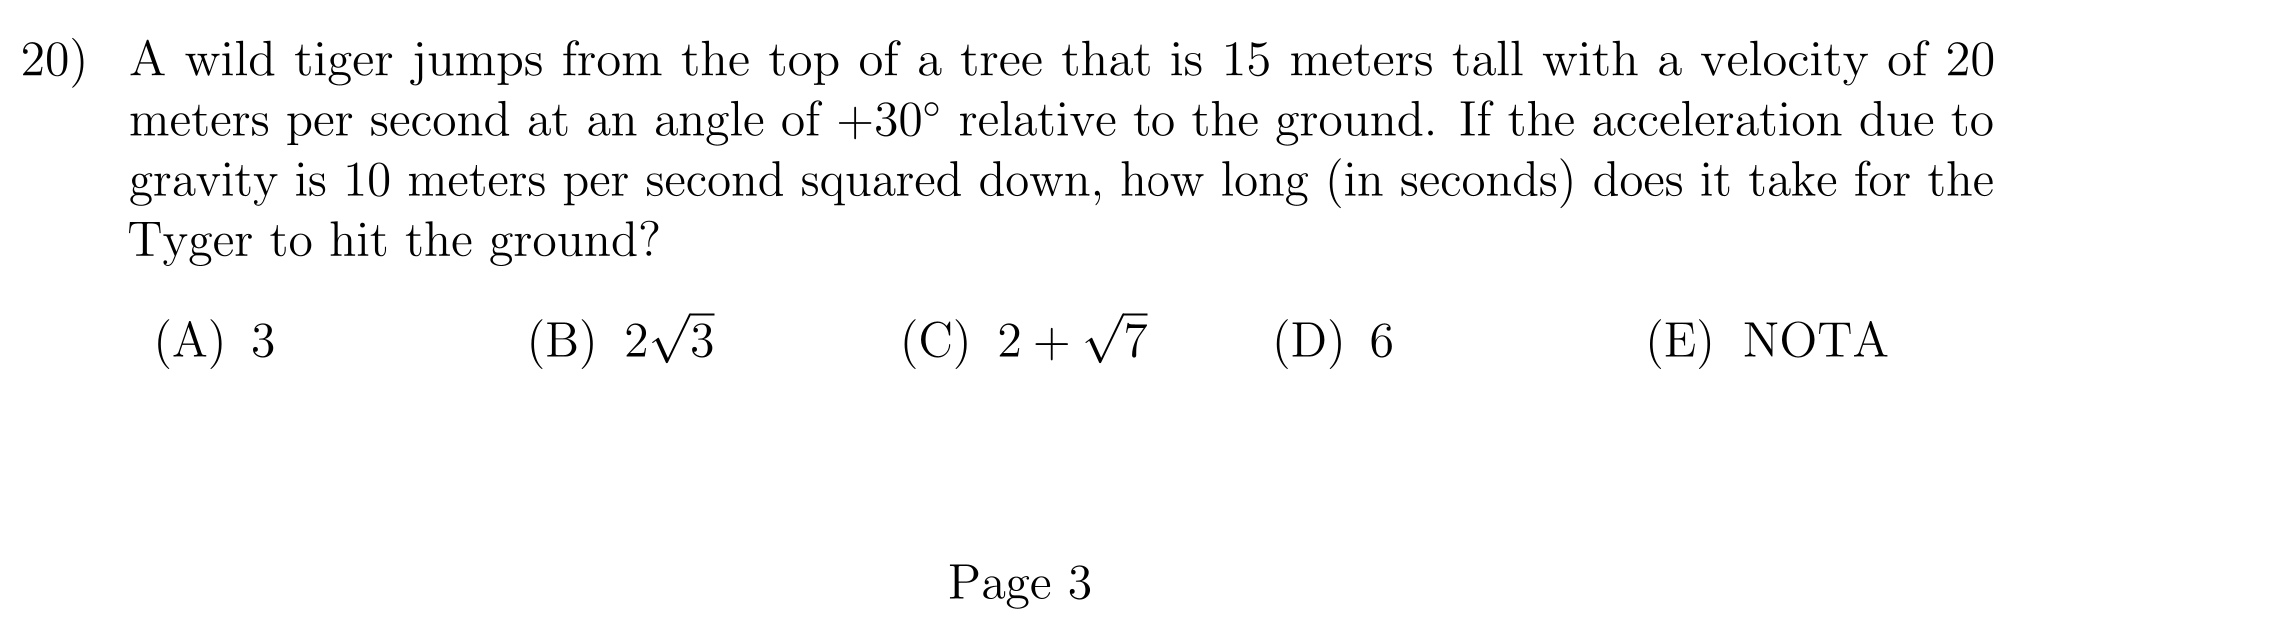 20) A wild tiger jumps from the top of a tree that is 15 meters tall with a velocity of 20
meters per second at an angle of +30° relative to the ground. If the acceleration due to
gravity is 10 meters per second squared down, how long (in seconds) does it take for the
Tyger to hit the ground?
(A) 3 (B) 2√3 (C) 2 + √7 (D) 6 (E) NOTA
Page 3